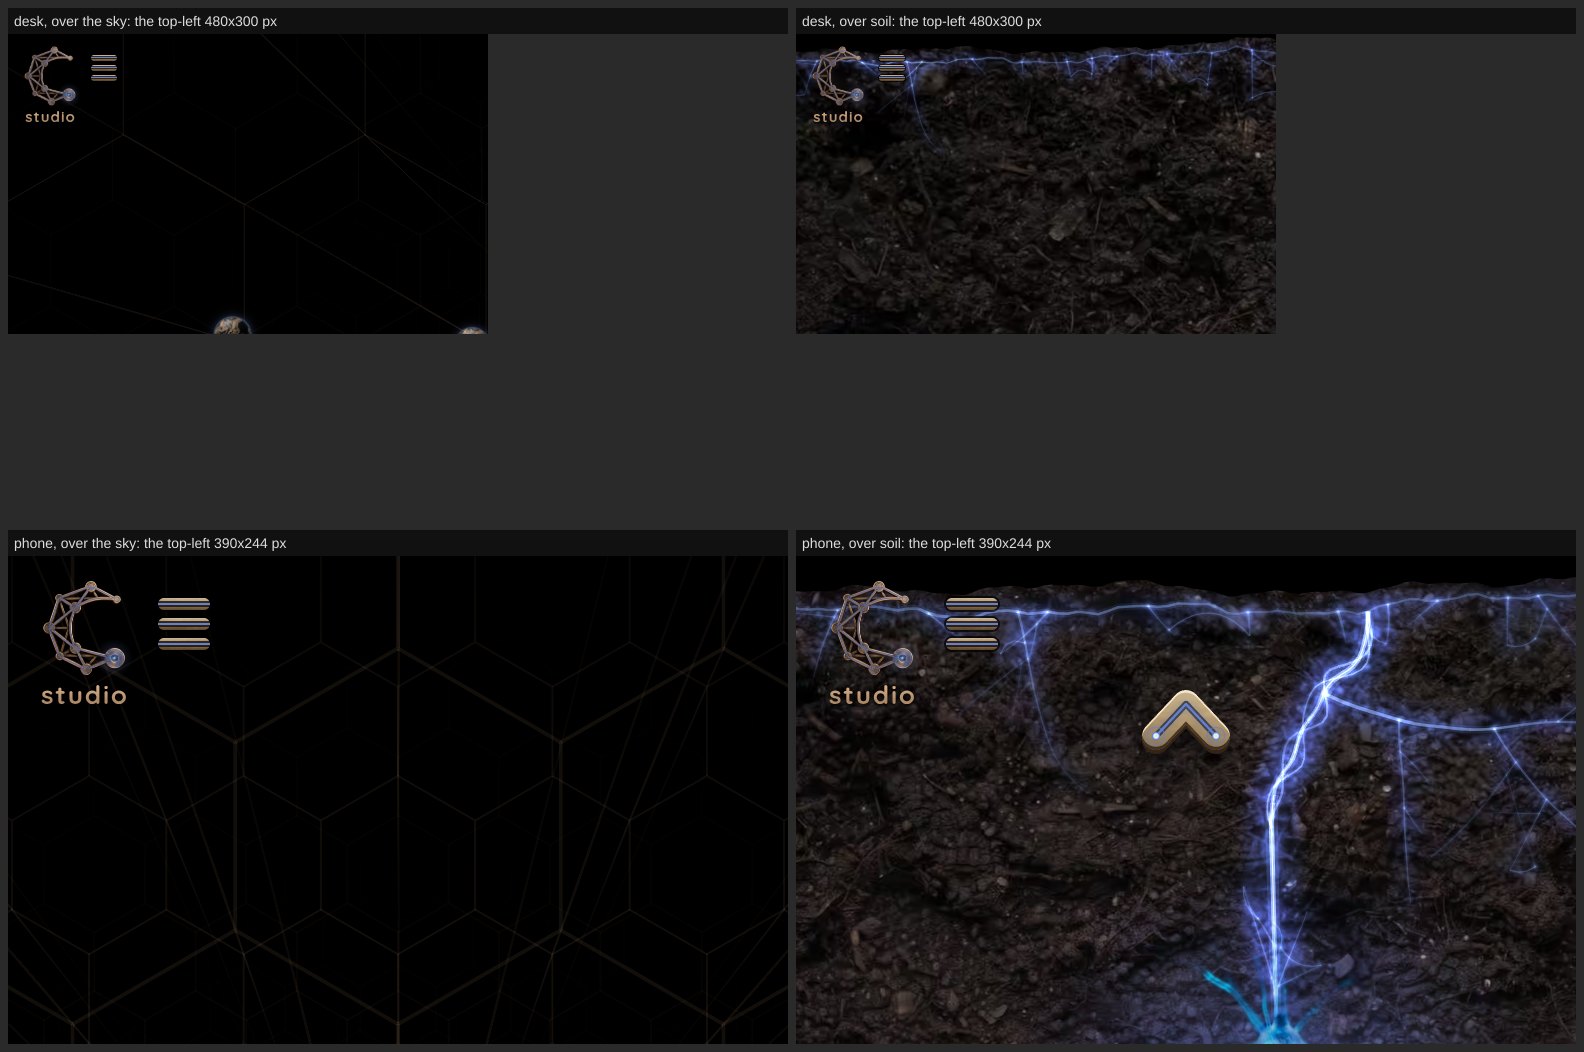 desk, over the sky: the top-left 480x300 px
desk, over soil: the top-left 480x300 px
studio
studio
phone, over the sky: the top-left 390x244 px
phone, over soil: the top-left 390x244 px
studio
studio